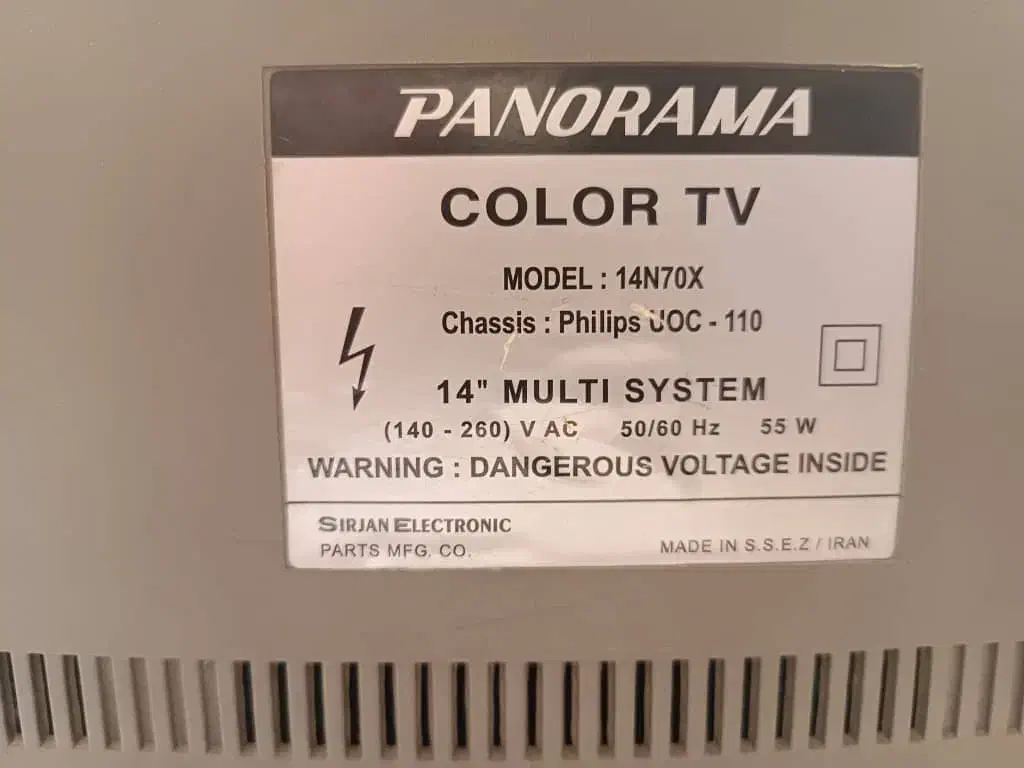 PANORAMA
COLOR TV
MODEL : 14N70X
Chassis : Philips UOC - 110
14" MULTI SYSTEM
(140 - 260) V AC 50/60 Hz 55 W
WARNING : DANGEROUS VOLTAGE INSIDE
SIRJAN ELECTRONIC
PARTS MFG. CO.
MADE IN S.S.E.Z / IRAN